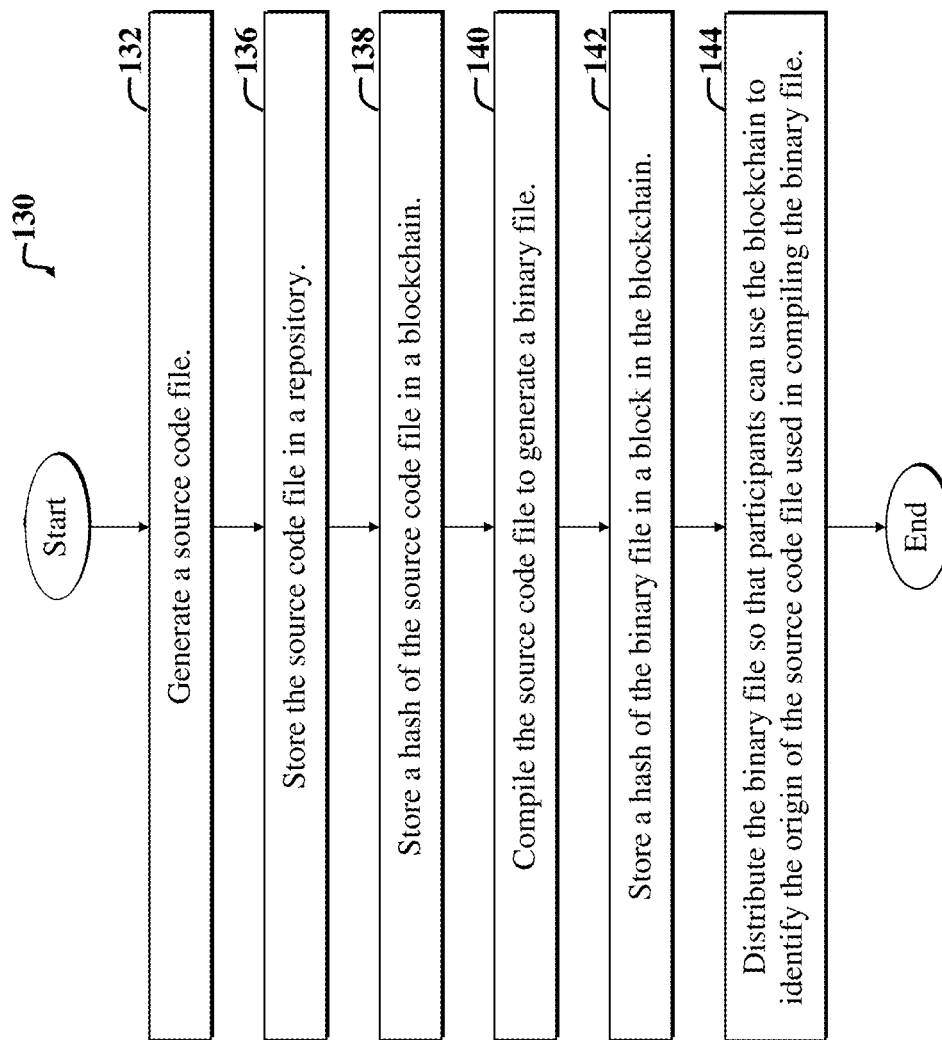 130
Start
132
Generate a source code file.
136
Store the source code file in a repository.
138
Store a hash of the source code file in a blockchain.
140
Compile the source code file to generate a binary file.
142
Store a hash of the binary file in a block in the blockchain.
144
Distribute the binary file so that participants can use the blockchain to
identify the origin of the source code file used in compiling the binary file.
End